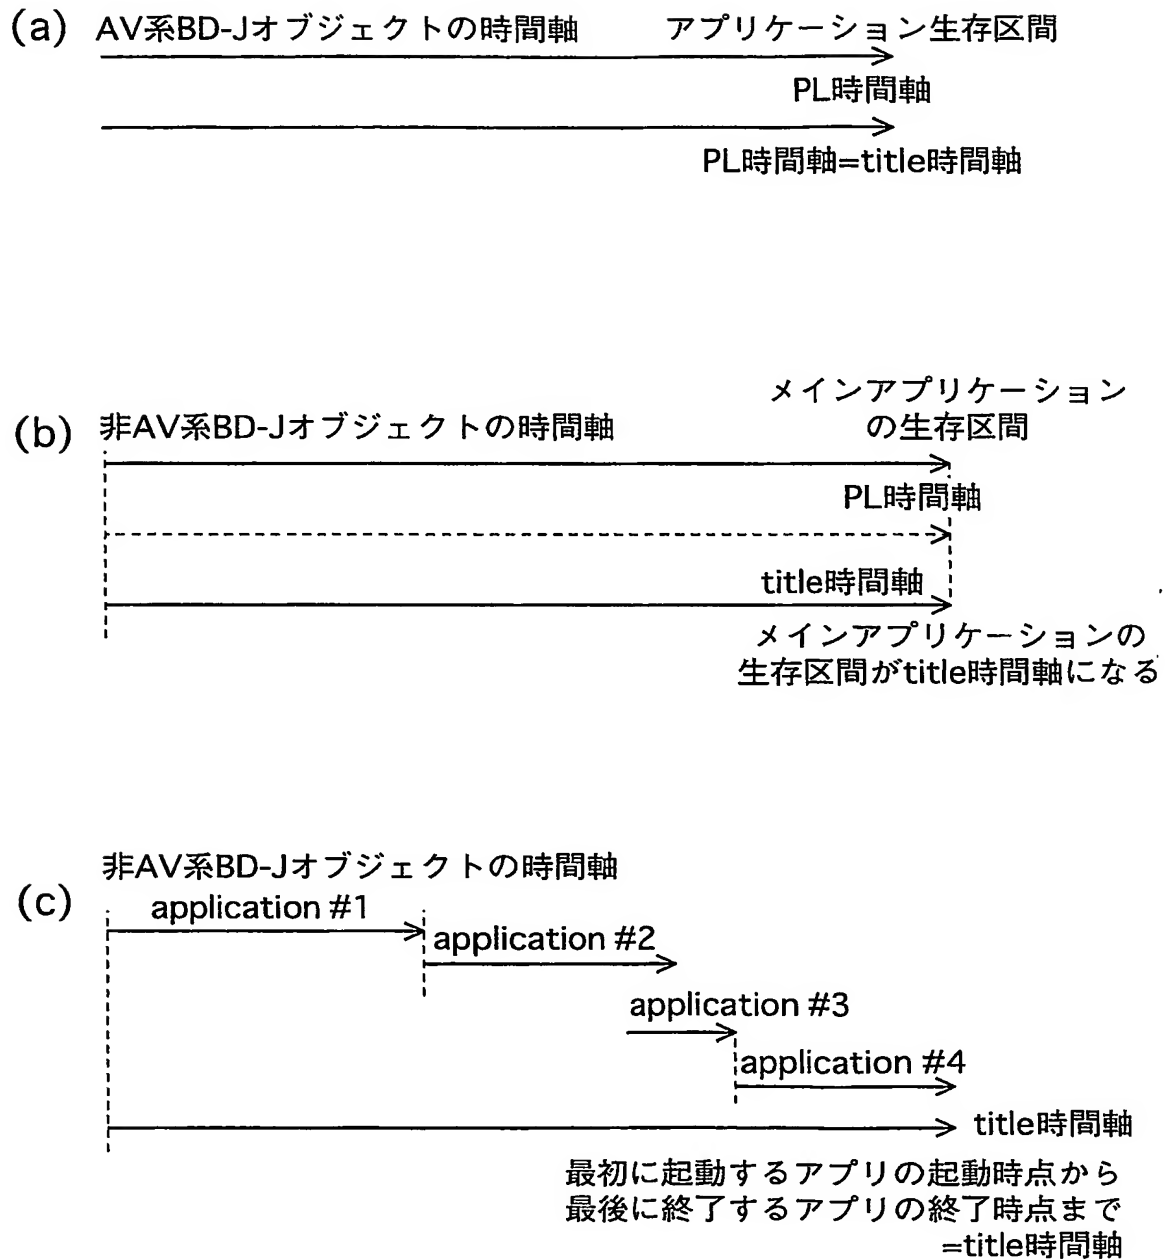 (a) AV系BD-Jオブジェクトの時間軸 アプリケーション生存区間
PL時間軸
PL時間軸=title時間軸
メインアプリケーション
(b) 非AV系BD-Jオブジェクトの時間軸 の生存区間
PL時間軸
title時間軸
メインアプリケーションの
生存区間がtitle時間軸になる
非AV系BD-Jオブジェクトの時間軸
(c) application #1
application #2
application #3
application #4
title時間軸
最初に起動するアプリの起動時点から
最後に終了するアプリの終了時点まで
=title時間軸